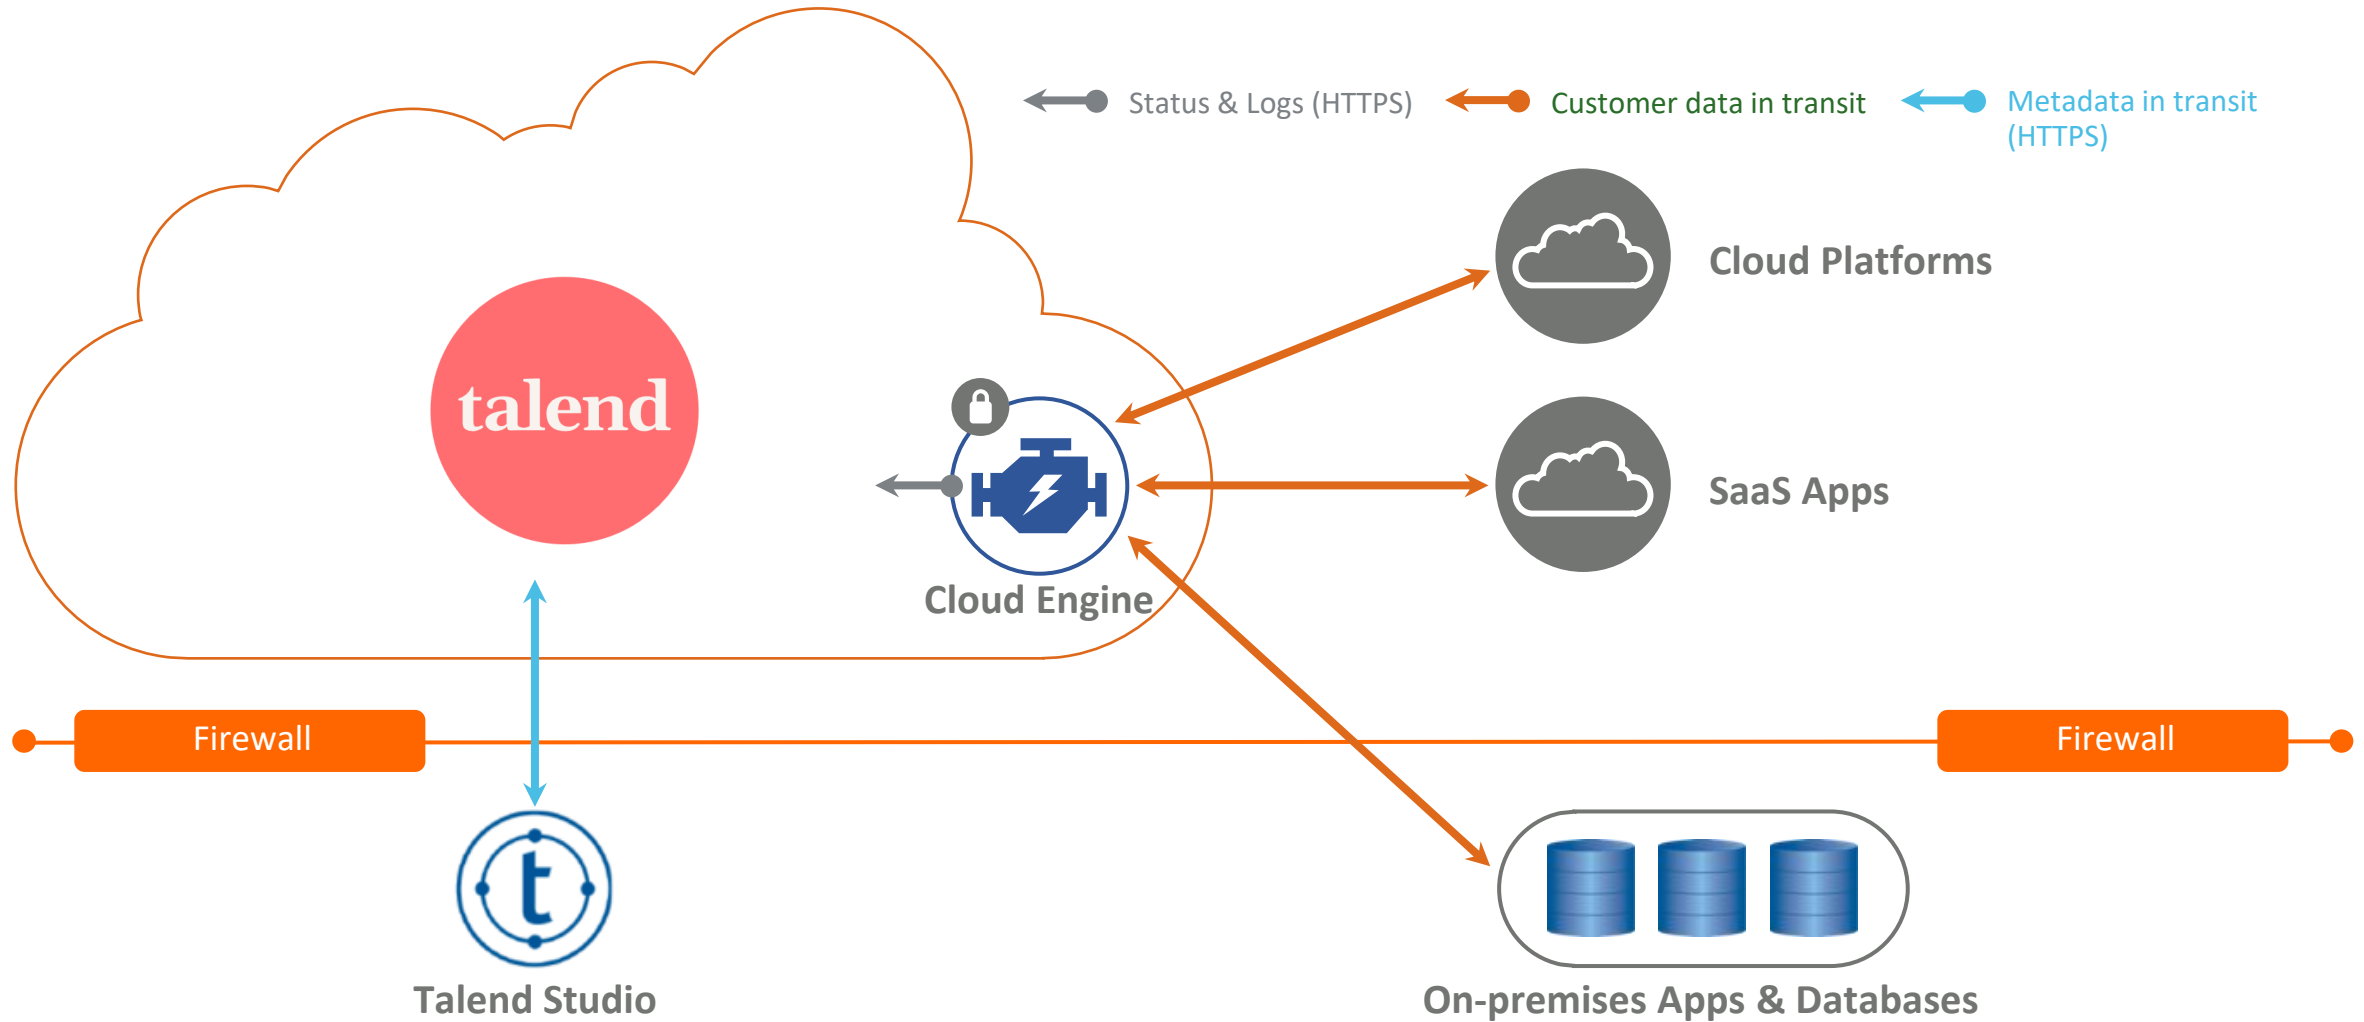 Status & Logs (HTTPS)
Customer data in transit
Metadata in transit
(HTTPS)
Cloud Platforms
talend
SaaS Apps
Cloud Engine
Firewall
Firewall
t
Talend Studio
On-premises Apps & Databases